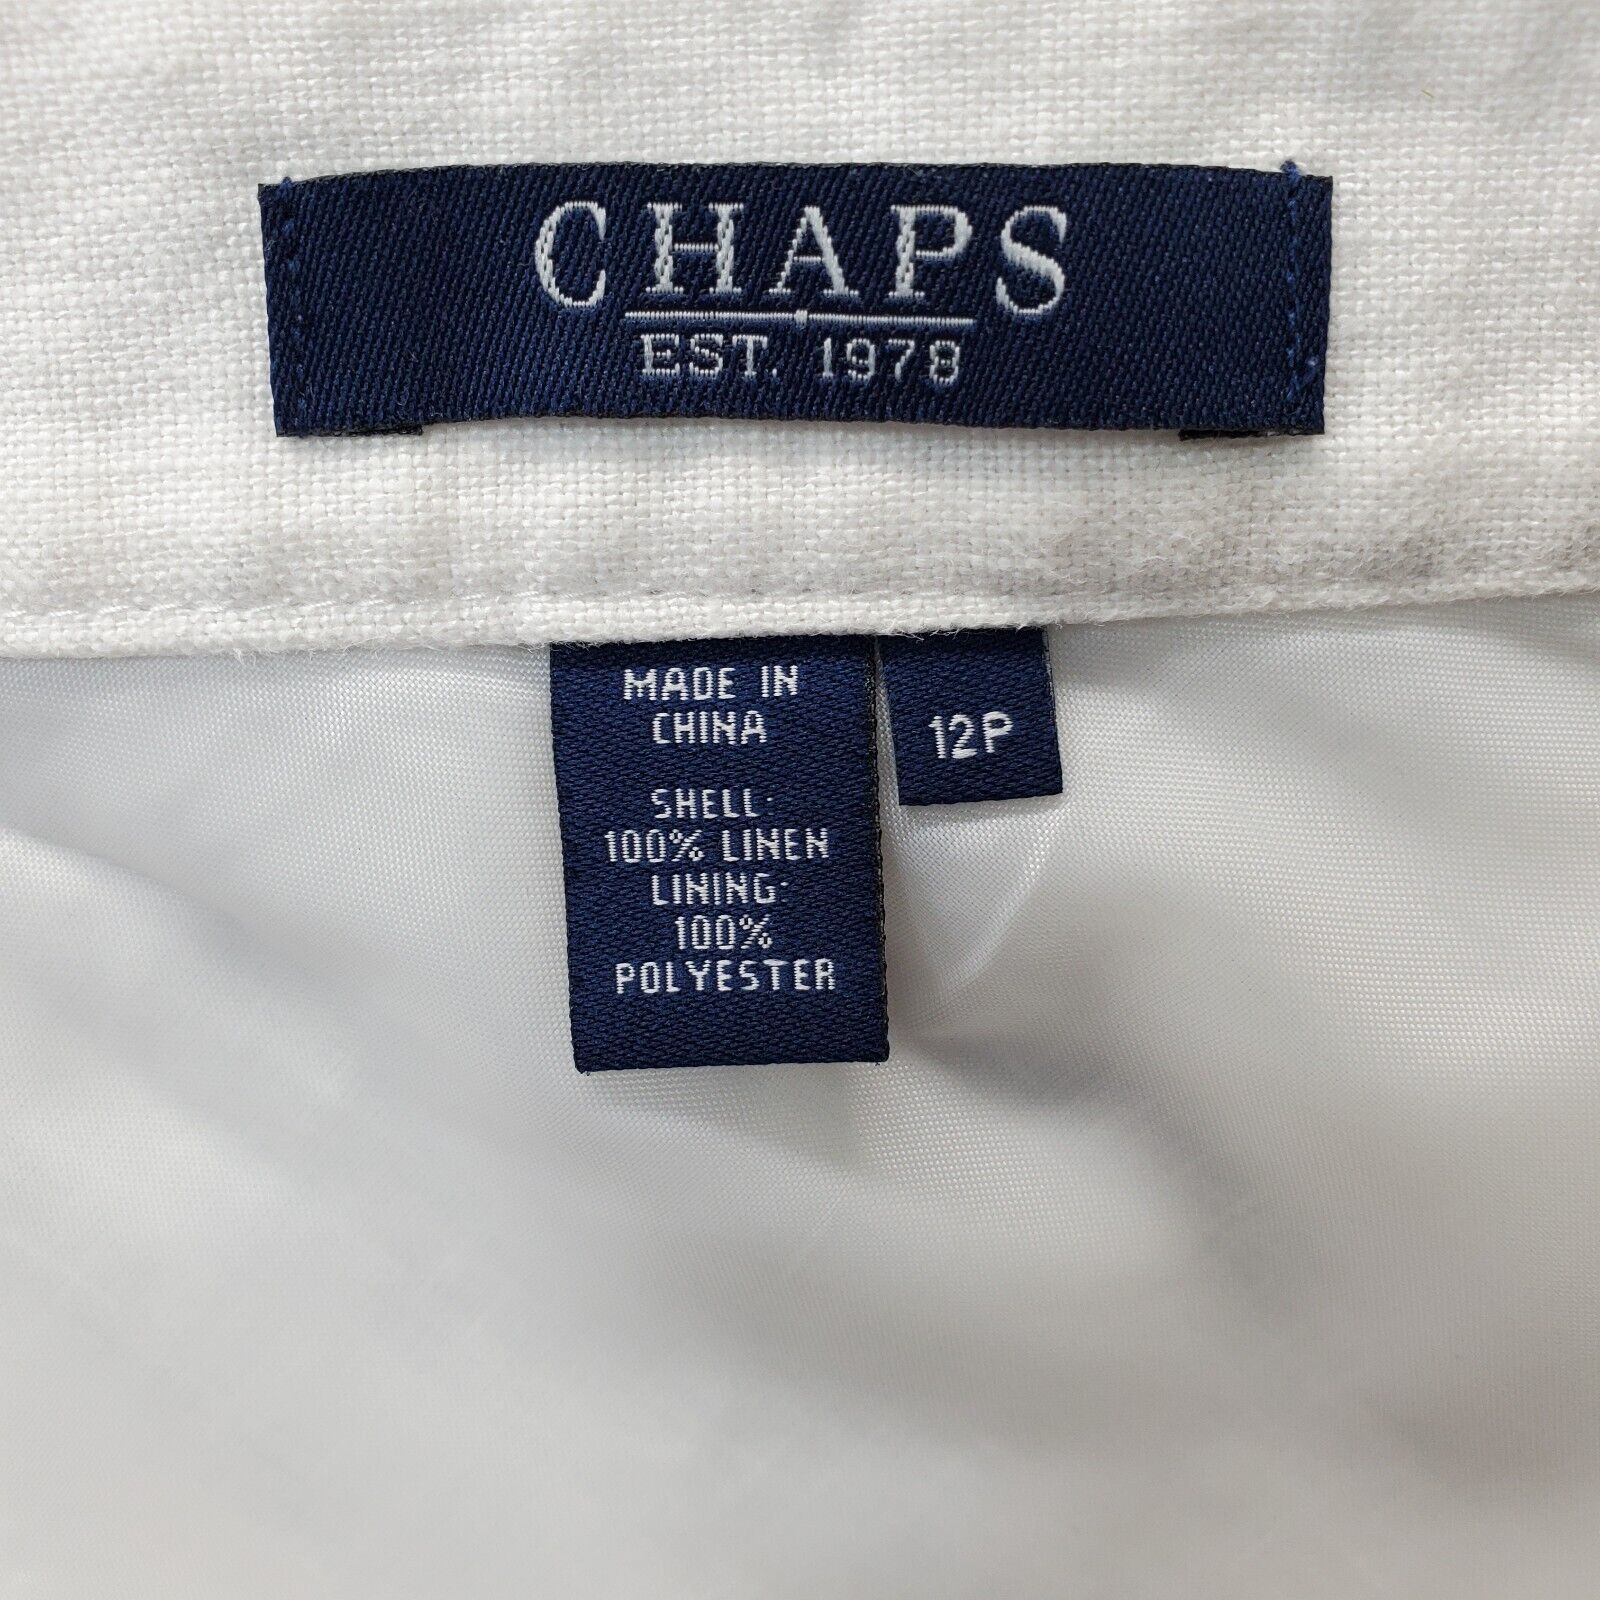 CHAPS
EST. 1978
MADE IN
CHINA
SHELL:
100% LINEN
LINING:
100%
POLYESTER
12P